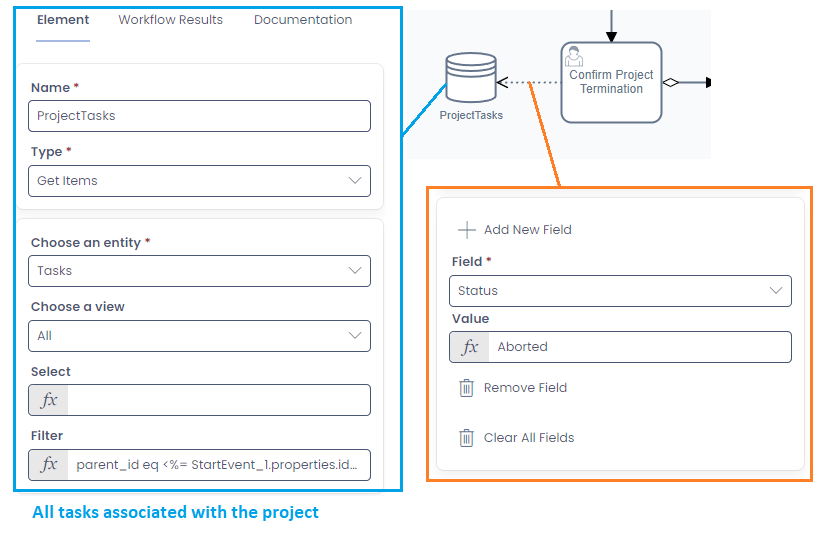 Element Workflow Results Documentation
Name *
ProjectTasks
Type *
Get Items
Choose an entity *
Tasks
Choose a view
All
Select
fx
Filter
fx parent_id eq <%= StartEvent_1.properties.id...
All tasks associated with the project
ProjectTasks
Confirm Project
Termination
Add New Field
Field *
Status
Value
fx Aborted
Remove Field
Clear All Fields